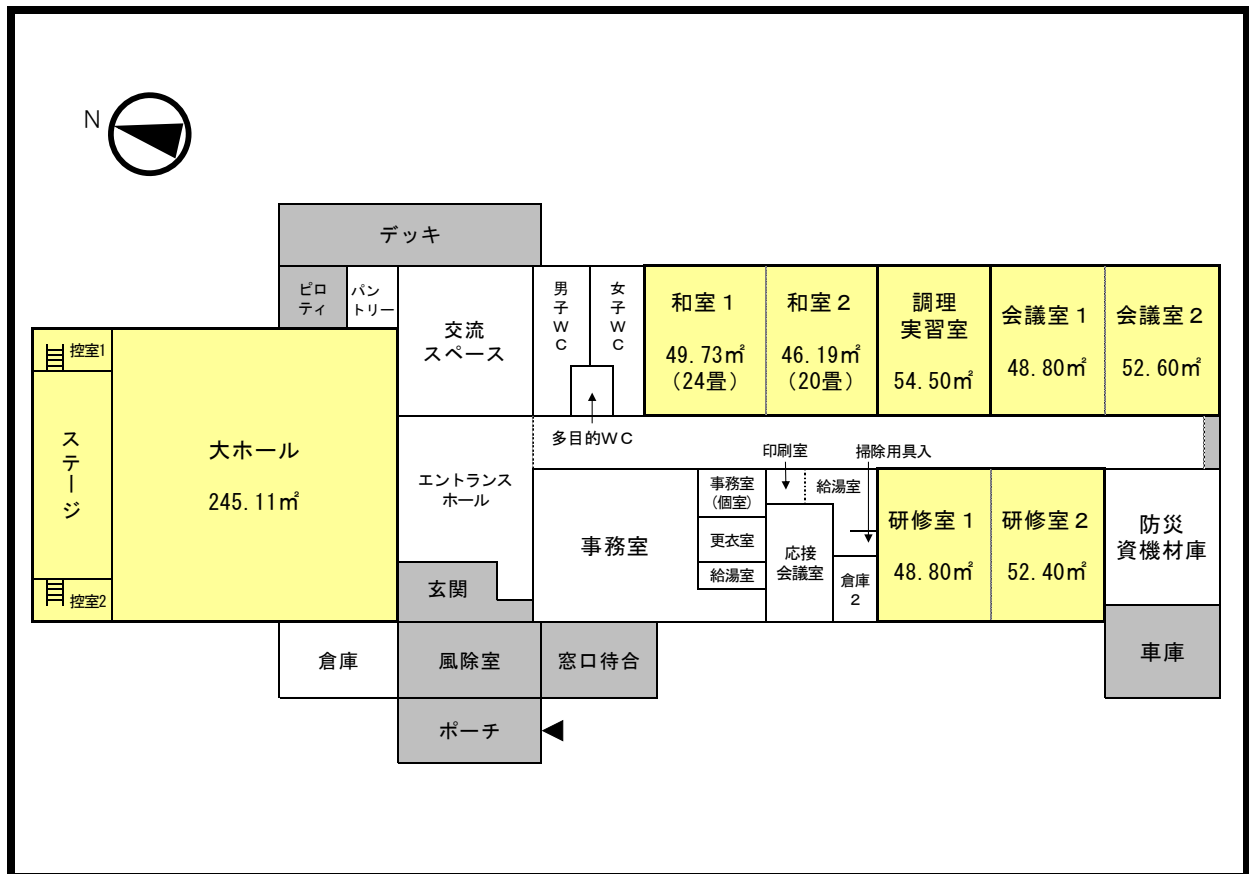 N
デッキ
ピロ
ティ
パン
トリー
交流
スペース
男子WC
女子WC
和室１
49.73㎡
（24畳）
和室２
46.19㎡
（20畳）
調理
実習室
54.50㎡
会議室１
48.80㎡
会議室２
52.60㎡
控室1
ステージ
控室2
大ホール
245.11㎡
多目的WC
エントランス
ホール
印刷室
掃除用具入
事務室
事務室
（個室）
更衣室
給湯室
給湯室
応接
会議室
倉庫
２
研修室１
48.80㎡
研修室２
52.40㎡
防災
資機材庫
玄関
倉庫
風除室
窓口待合
車庫
ポーチ